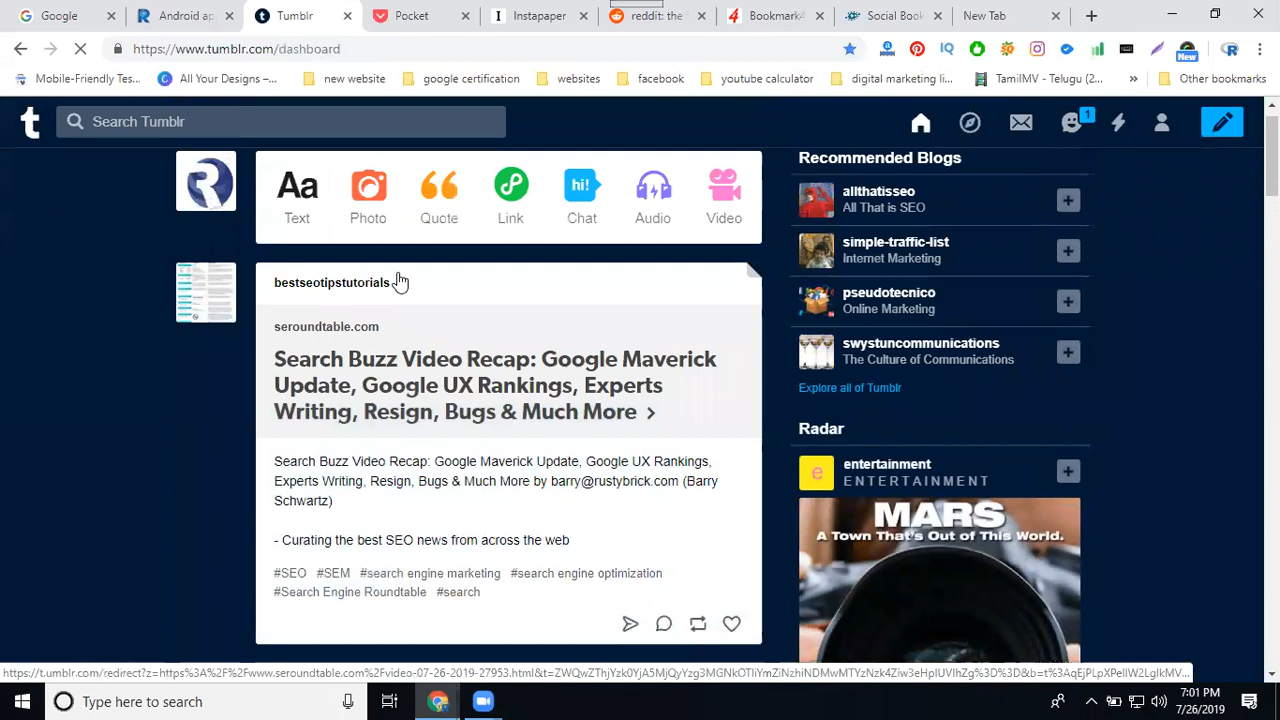 Google
Android ap
Tumblr
Pocket
Instapaper
reddit: the
Bookmark4
Social Boo
New Tab
https://www.tumblr.com/dashboard
New
Mobile-Friendly Tes...
All Your Designs –...
new website
google certification
websites
facebook
youtube calculator
digital marketing li...
TamilMV - Telugu (2...
Other bookmarks
Search Tumblr
1
Aa
hi!
Text
Photo
Quote
Link
Chat
Audio
Video
bestseotipstutorials
seroundtable.com
Search Buzz Video Recap: Google Maverick
Update, Google UX Rankings, Experts
Writing, Resign, Bugs & Much More
Search Buzz Video Recap: Google Maverick Update, Google UX Rankings,
Experts Writing, Resign, Bugs & Much More by barry@rustybrick.com (Barry
Schwartz)
- Curating the best SEO news from across the web
#SEO #SEM #search engine marketing #search engine optimization
#Search Engine Roundtable #search
Recommended Blogs
allthatisseo
All That is SEO
simple-traffic-list
Internet Marketing
pseudotecnico
Online Marketing
swystuncommunications
The Culture of Communications
Explore all of Tumblr
Radar
entertainment
E N T E R T A I N M E N T
MARS
A Town That's Out of This World.
Type here to search
7:01 PM
7/26/2019